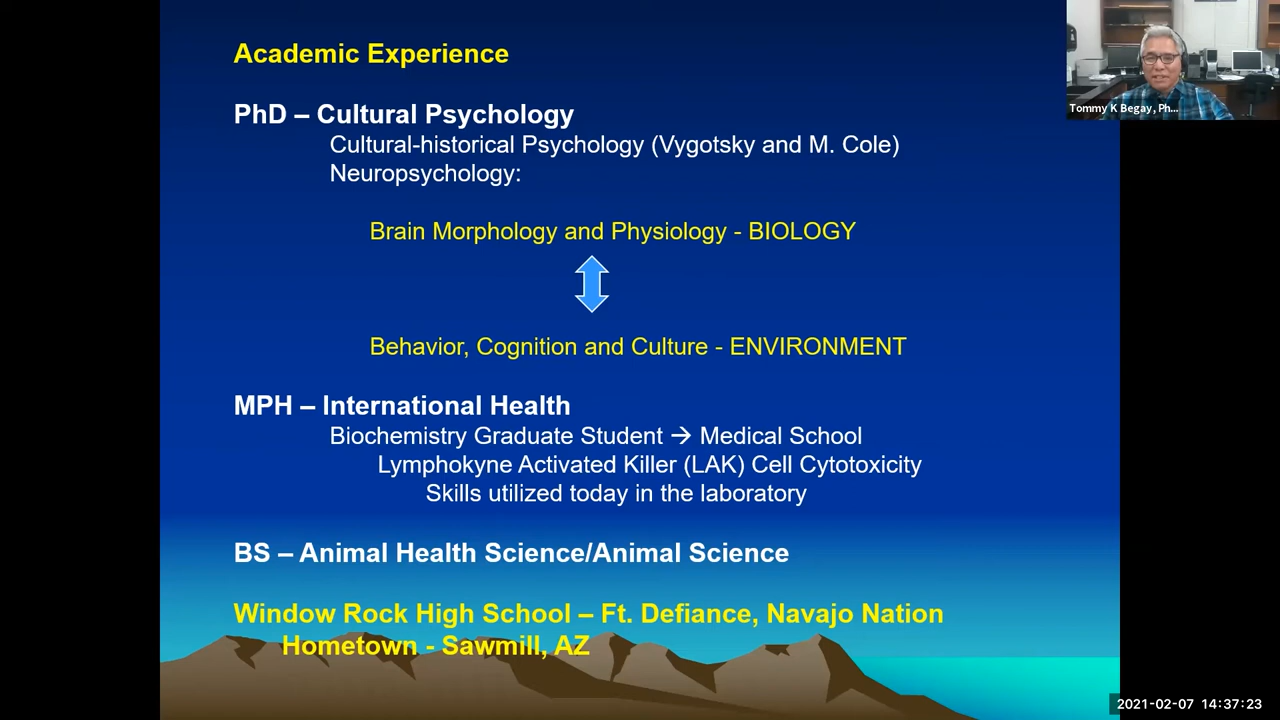 Academic Experience
PhD – Cultural Psychology
Cultural-historical Psychology (Vygotsky and M. Cole)
Neuropsychology:
Brain Morphology and Physiology - BIOLOGY
Behavior, Cognition and Culture - ENVIRONMENT
MPH – International Health
Biochemistry Graduate Student → Medical School
Lymphokyne Activated Killer (LAK) Cell Cytotoxicity
Skills utilized today in the laboratory
BS – Animal Health Science/Animal Science
Window Rock High School – Ft. Defiance, Navajo Nation
Hometown - Sawmill, AZ
Tommy K Begay, Ph...
2021-02-07 14:37:23